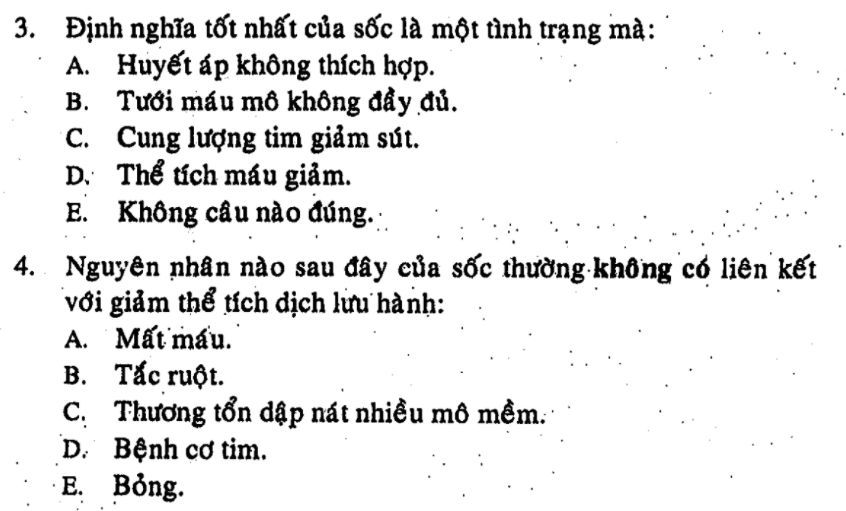 3. Định nghĩa tốt nhất của sốc là một tình trạng mà:
A. Huyết áp không thích hợp.
B. Tưới máu mô không đầy đủ.
C. Cung lượng tim giảm sút.
D. Thể tích máu giảm.
E. Không câu nào đúng.
4. Nguyên nhân nào sau đây của sốc thường không có liên kết
với giảm thể tích dịch lưu hành:
A. Mất máu.
B. Tắc ruột.
C. Thương tổn dập nát nhiều mô mềm.
D. Bệnh cơ tim.
E. Bỏng.